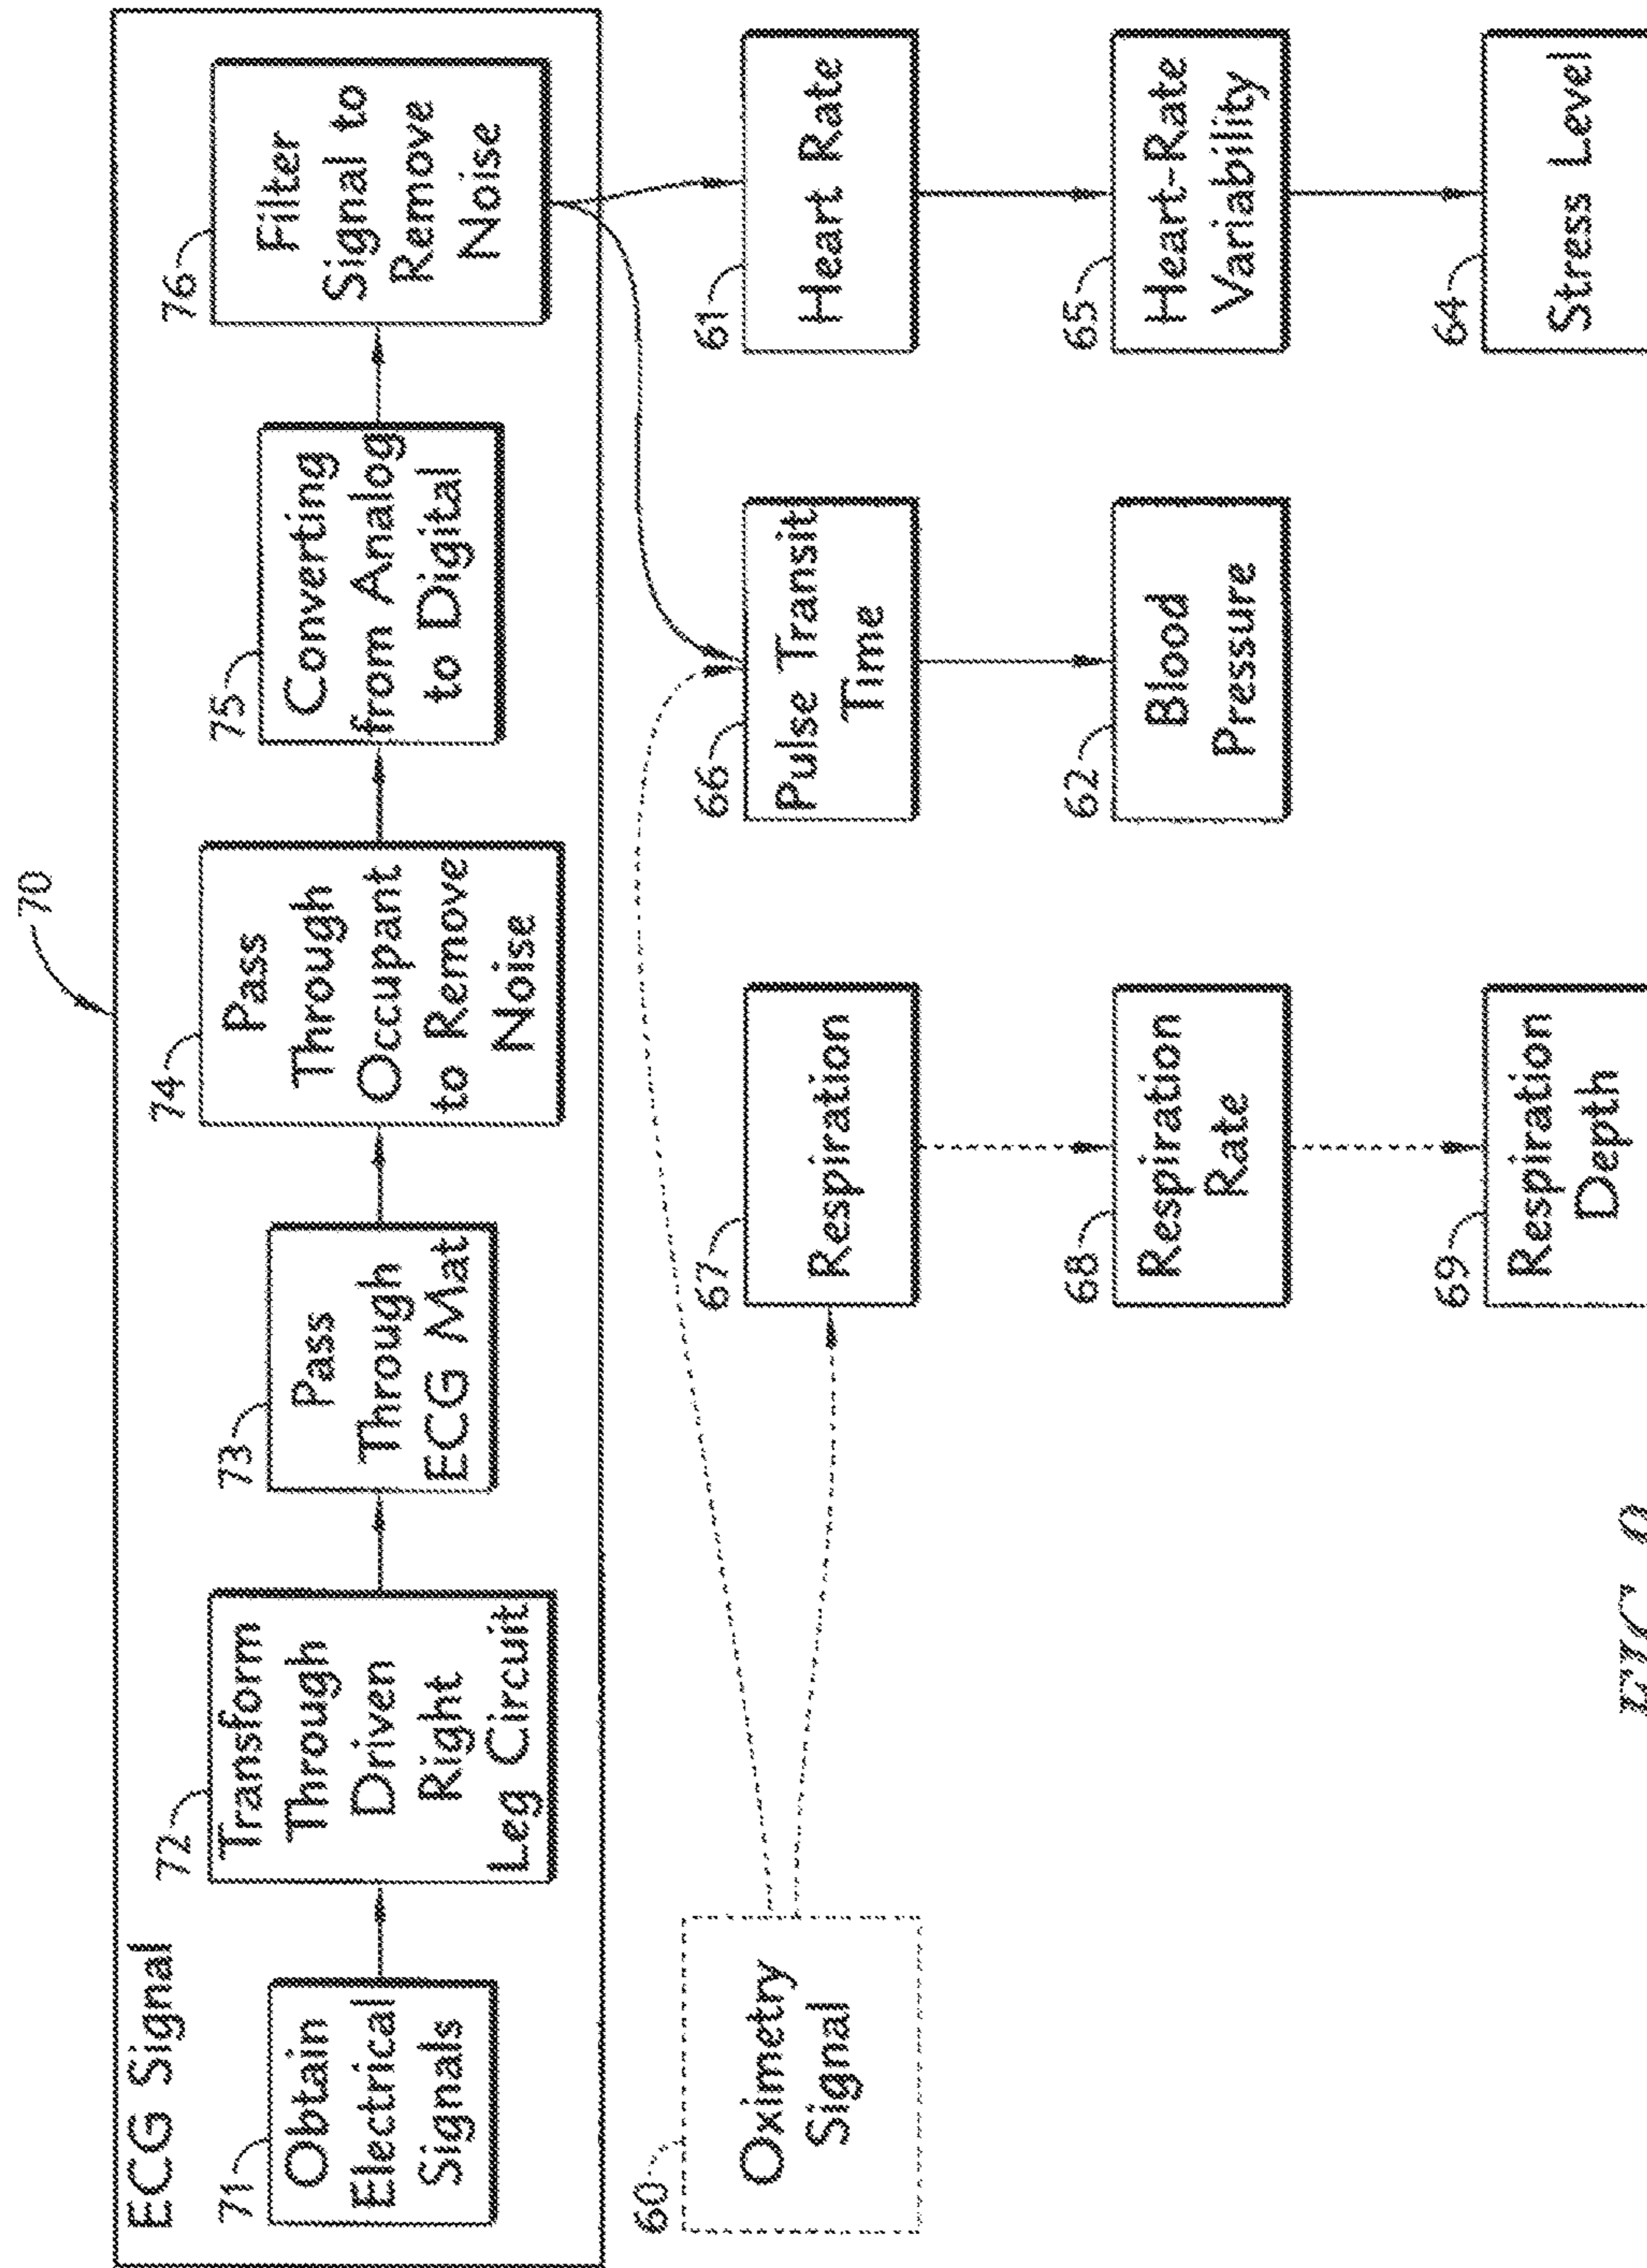 70
ECG Signal
71
Obtain
Electrical
Signals
72
Transform
Through
Driven
Right
Leg Circuit
73
Pass
Through
ECG Mat
74
Pass
Through
Occupant
to Remove
Noise
75
Converting
from Analog
to Digital
76
Filter
Signal to
Remove
Noise
60
Oximetry
Signal
67
Respiration
66
Pulse Transit
Time
61
Heart Rate
68
Respiration
Rate
62
Blood
Pressure
65
Heart-Rate
Variability
69
Respiration
Depth
64
Stress Level